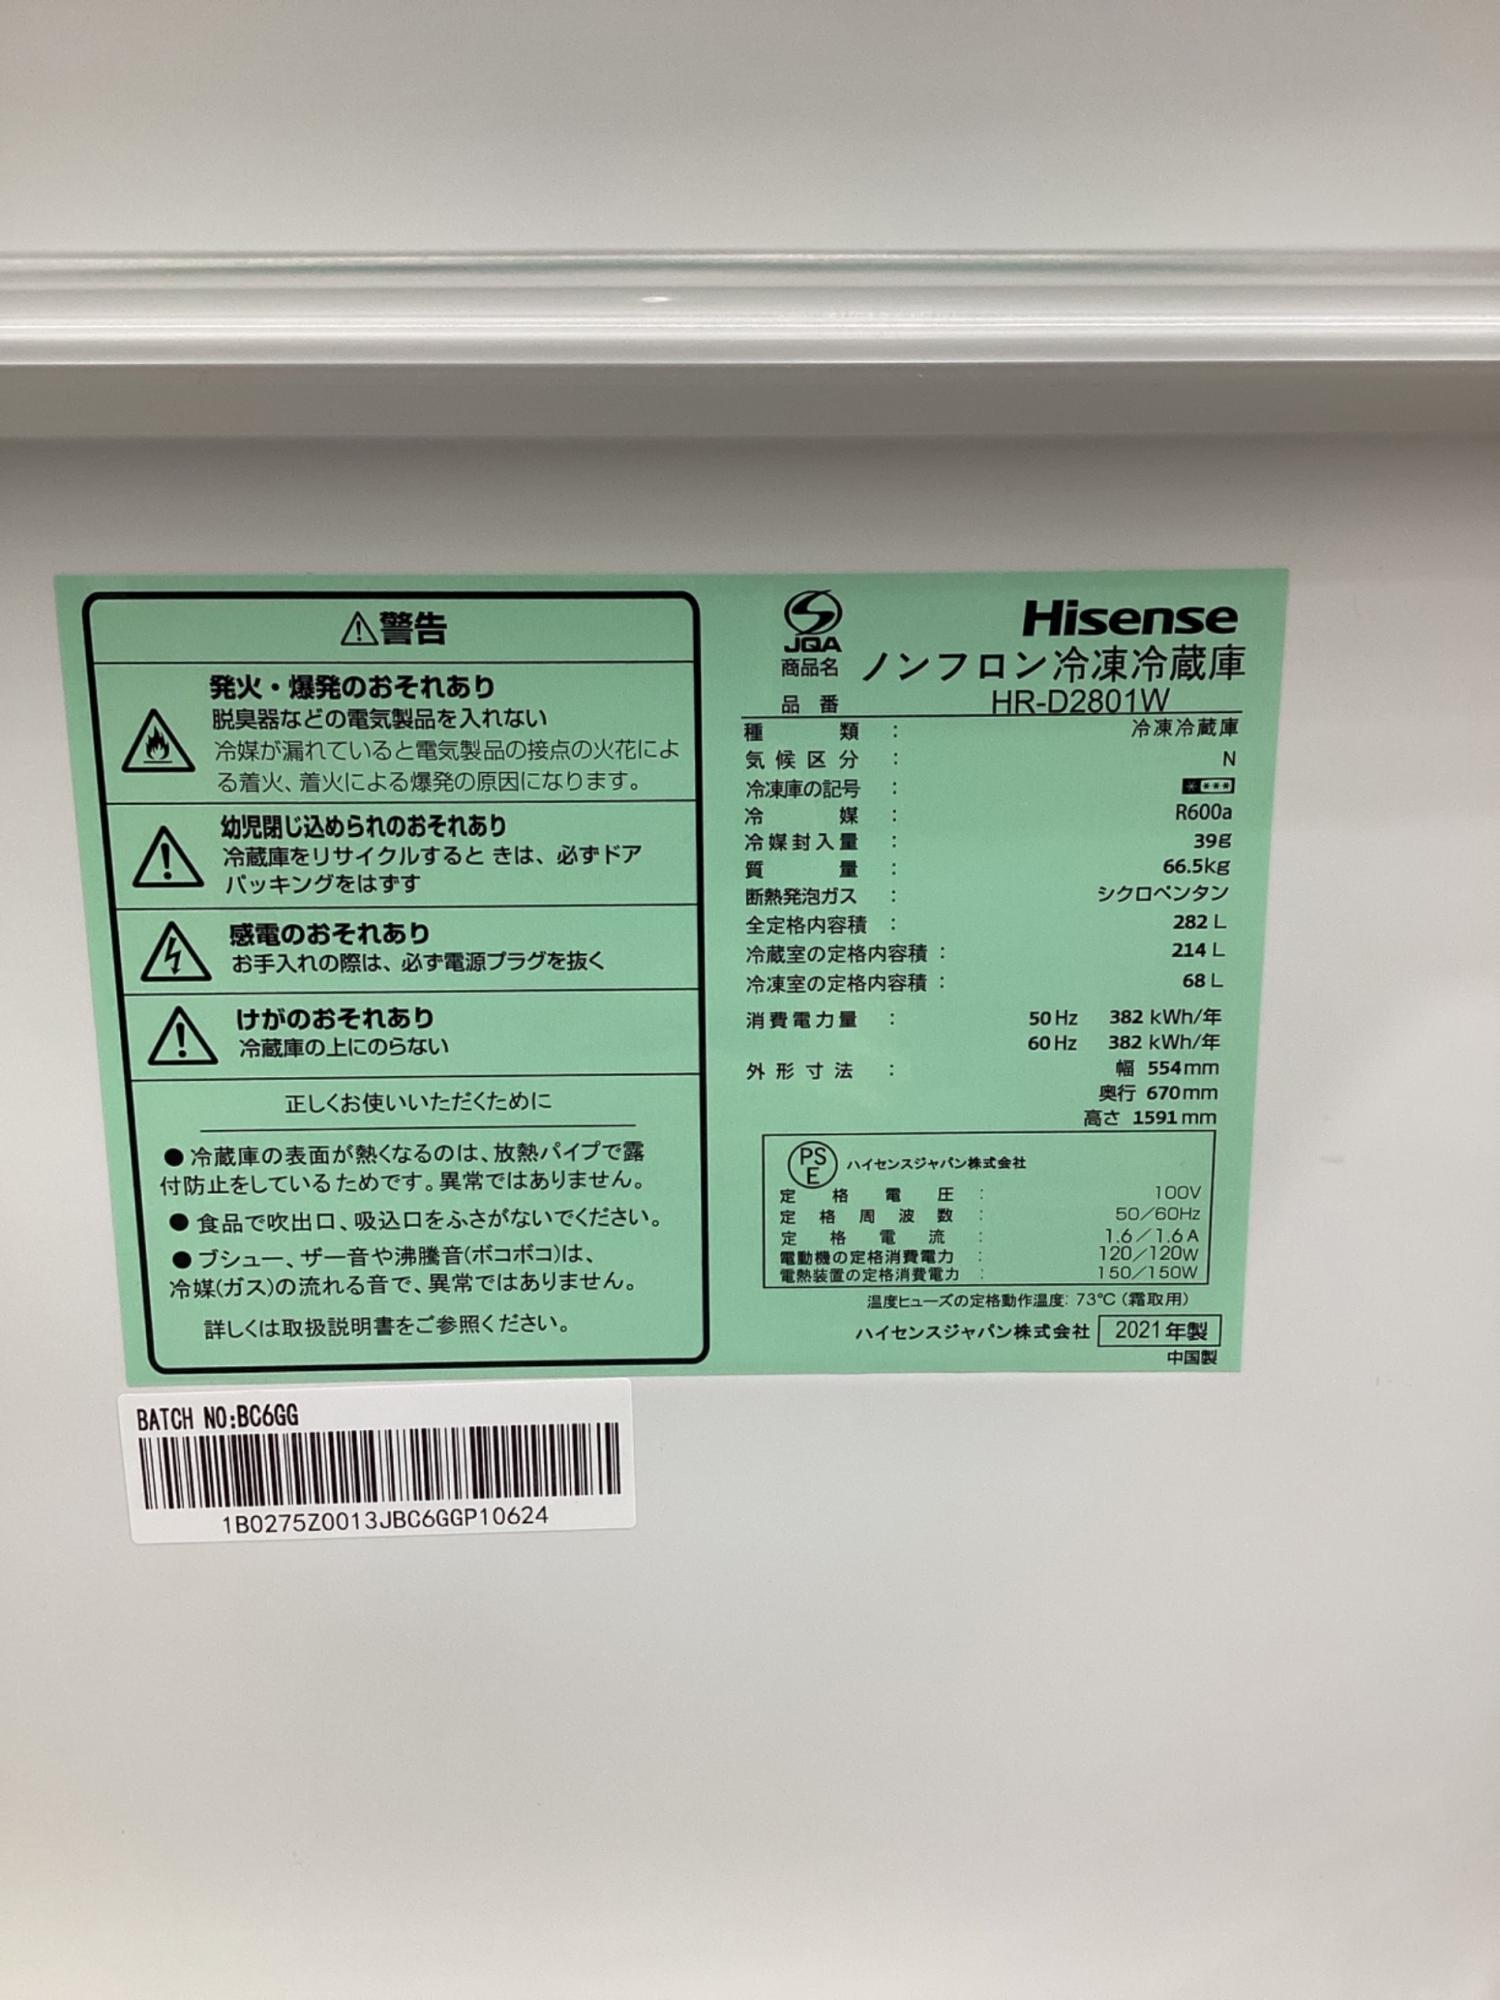 ⚠警告
発火・爆発のおそれあり
脱臭器などの電気製品を入れない
冷媒が漏れていると電気製品の接点の火花によ
る着火、着火による爆発の原因になります。
幼児閉じ込められのおそれあり
冷蔵庫をリサイクルするとき は、必ずドア
パッキングをはずす
感電のおそれあり
お手入れの際は、必ず電源プラグを抜く
けがのおそれあり
冷蔵庫の上にのらない
正しくお使いいただくために
●冷蔵庫の表面が熱くなるのは、放熱パイプで露
付防止をしているためです。異常ではありません。
●食品で吹出口、吸込口をふさがないでください。
●ブシュー、ザー音や沸騰音(ボコボコ)は、
冷媒(ガス)の流れる音で、異常ではありません。
詳しくは取扱説明書をご参照ください。
JQA
Hisense
商品名 ノンフロン冷凍冷蔵庫
品番 HR-D2801W
種類 : 冷凍冷蔵庫
気候区分 : N
冷凍庫の記号 : ****
冷媒 : R600a
冷媒封入量 : 39g
質量 : 66.5kg
断熱発泡ガス : シクロペンタン
全定格内容積 : 282 L
冷蔵室の定格内容積 : 214 L
冷凍室の定格内容積 : 68 L
消費電力量 : 50 Hz 382 kWh/年
60 Hz 382 kWh/年
外形寸法 : 幅 554mm
奥行 670mm
高さ 1591mm
PSE ハイセンスジャパン株式会社
定格電圧 : 100V
定格周波数 : 50/60Hz
定格電流 : 1.6/1.6A
電動機の定格消費電力 : 120/120W
電熱装置の定格消費電力 : 150/150W
温度ヒューズの定格動作温度: 73℃(霜取用)
ハイセンスジャパン株式会社 2021年製
中国製
BATCH NO:BC6GG
1B0275Z0013JBC6GGP10624